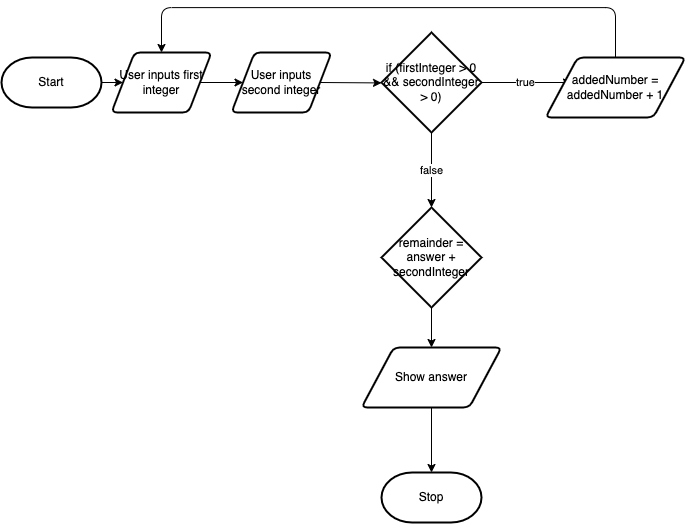 Start
User inputs first
integer
User inputs
second integer
if (firstInteger > 0
&& secondInteger
> 0)
true
addedNumber =
addedNumber + 1
false
remainder =
answer +
secondInteger
Show answer
Stop